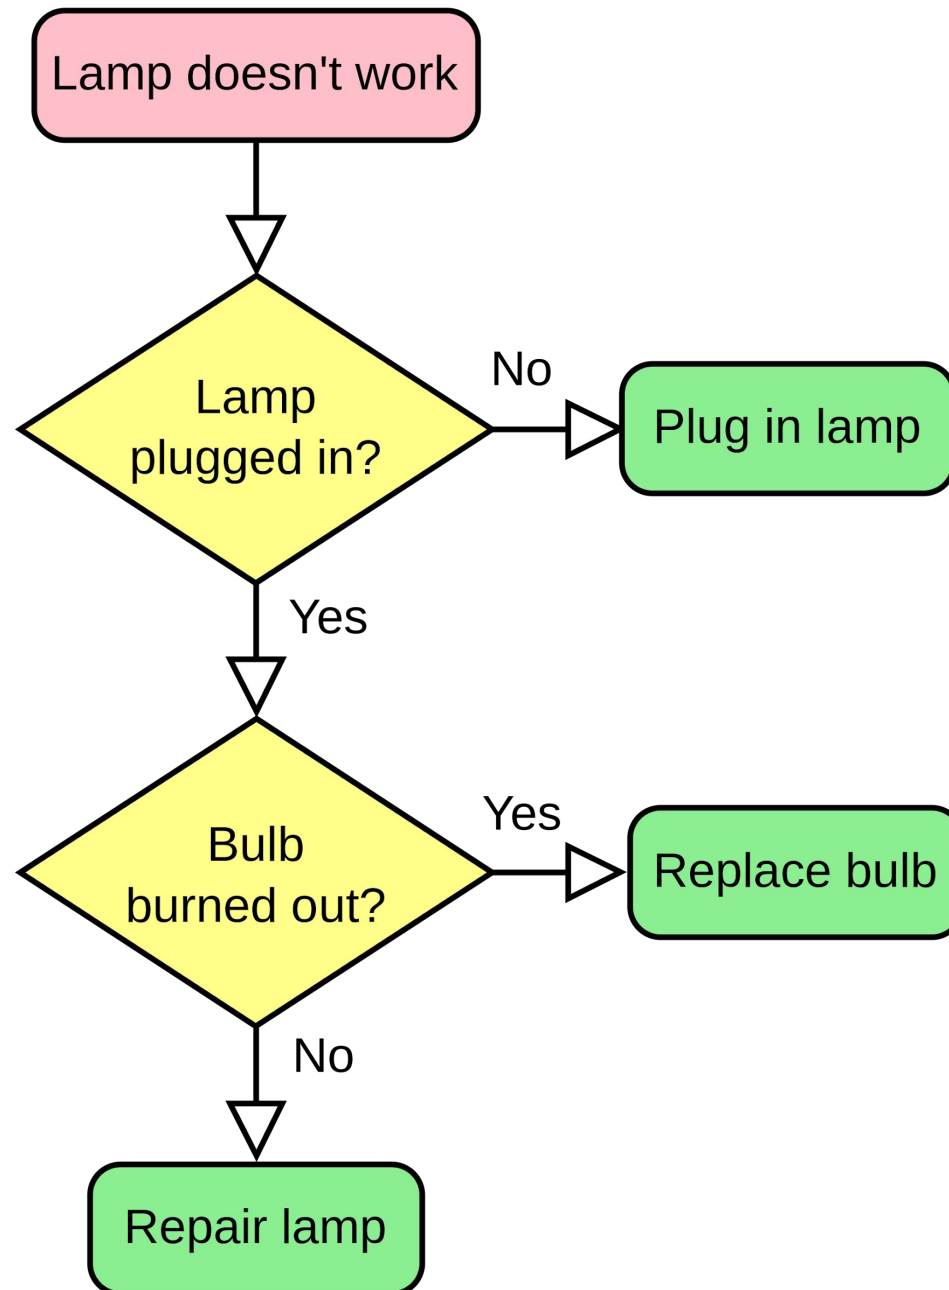 Lamp doesn't work
Lamp
plugged in?
No
Plug in lamp
Yes
Bulb
burned out?
Yes
Replace bulb
No
Repair lamp